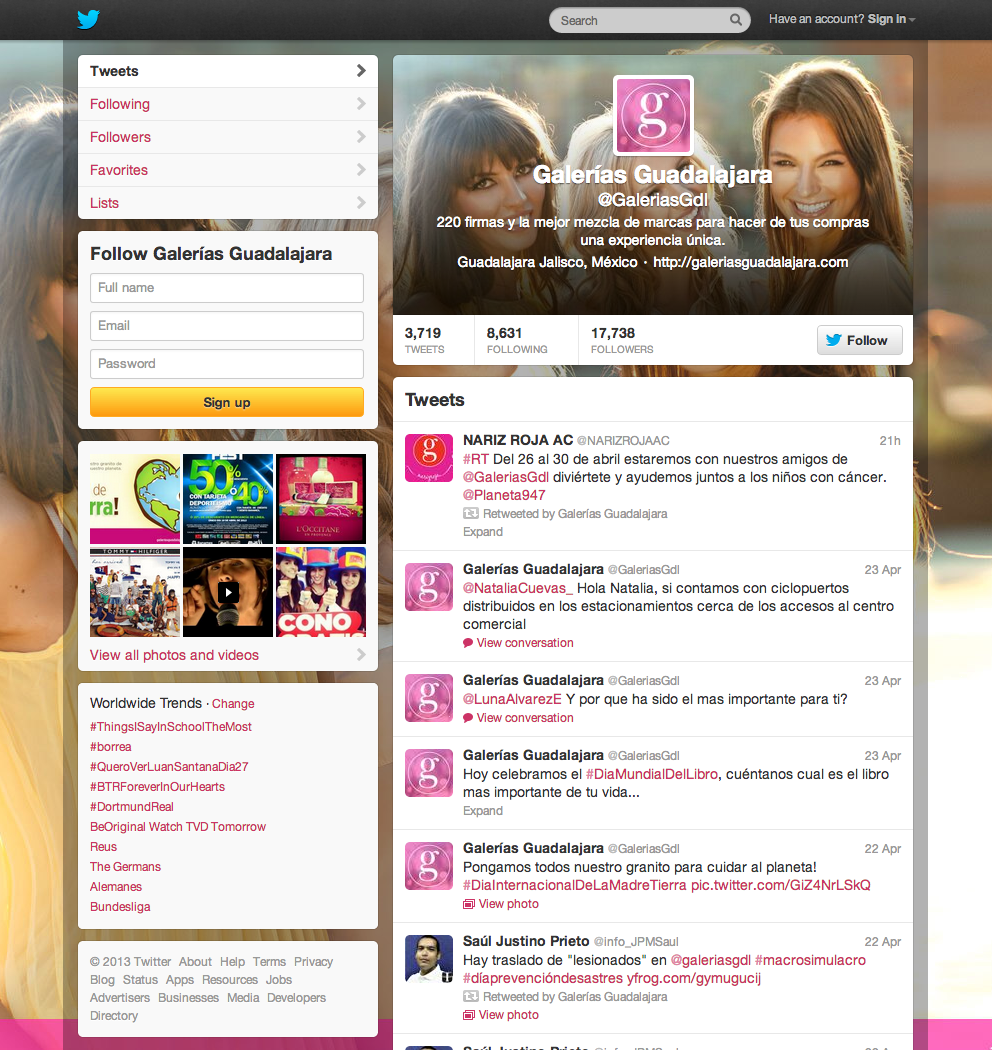 Search
Have an account? Sign in
Tweets
Following
Followers
Favorites
Lists
Follow Galerías Guadalajara
Full name
Email
Password
Sign up
de
rra!
FEST
50%
40%
CON TARJETA
L'OCCITANE
TOMMY HILFIGER
CONO
View all photos and videos
Worldwide Trends · Change
#ThingsISayInSchoolTheMost
#borrea
#QueroVerLuanSantanaDia27
#BTRForeverInOurHearts
#DortmundReal
BeOriginal Watch TVD Tomorrow
Reus
The Germans
Alemanes
Bundesliga
© 2013 Twitter About Help Terms Privacy
Blog Status Apps Resources Jobs
Advertisers Businesses Media Developers
Directory
g
Galerías Guadalajara
@GaleriasGdl
220 firmas y la mejor mezcla de marcas para hacer de tus compras
una experiencia única.
Guadalajara Jalisco, México · http://galeriasguadalajara.com
3,719 8,631 17,738
TWEETS FOLLOWING FOLLOWERS
Follow
Tweets
g
NARIZ ROJA AC @NARIZROJAAC 21h
#RT Del 26 al 30 de abril estaremos con nuestros amigos de
@GaleriasGdl diviértete y ayudemos juntos a los niños con cáncer.
@Planeta947
Retweeted by Galerías Guadalajara
Expand
g
Galerías Guadalajara @GaleriasGdl 23 Apr
@NataliaCuevas_ Hola Natalia, si contamos con ciclopuertos
distribuidos en los estacionamientos cerca de los accesos al centro
comercial
View conversation
g
Galerías Guadalajara @GaleriasGdl 23 Apr
@LunaAlvarezE Y por que ha sido el mas importante para ti?
View conversation
g
Galerías Guadalajara @GaleriasGdl 23 Apr
Hoy celebramos el #DiaMundialDelLibro, cuéntanos cual es el libro
mas importante de tu vida...
Expand
g
Galerías Guadalajara @GaleriasGdl 22 Apr
Pongamos todos nuestro granito para cuidar al planeta!
#DiaInternacionalDeLaMadreTierra pic.twitter.com/GiZ4NrLSkQ
View photo
Saúl Justino Prieto @info_JPMSaul 22 Apr
Hay traslado de "lesionados" en @galeriasgdl #macrosimulacro
#díaprevencióndesastres yfrog.com/gymugucij
Retweeted by Galerías Guadalajara
View photo